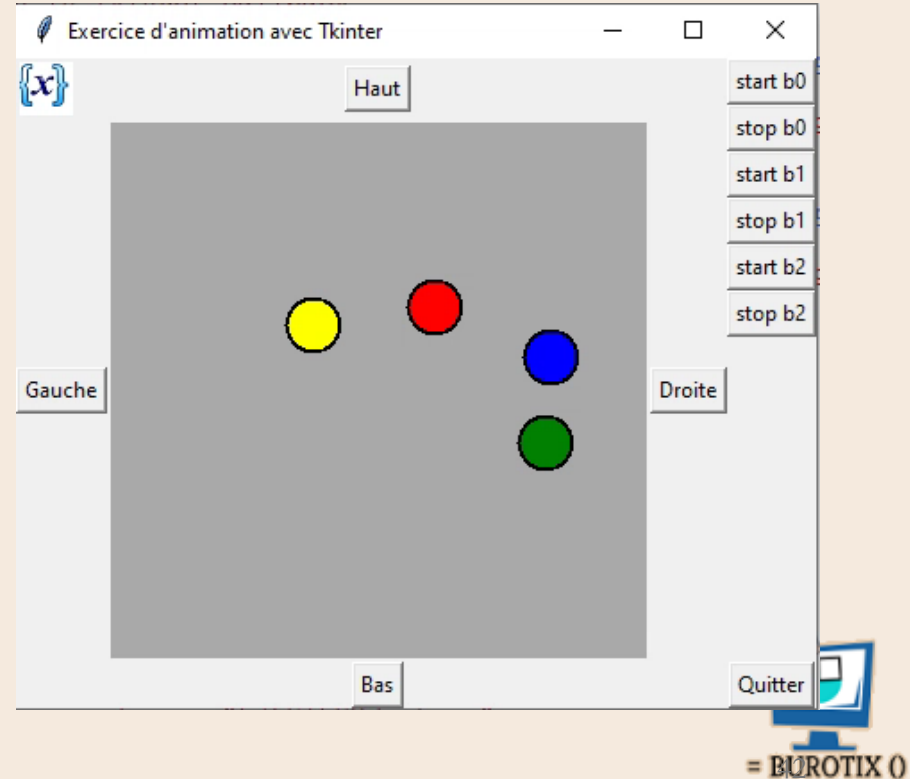 Exercice d'animation avec Tkinter
{x}
Haut
start b0
stop b0
start b1
stop b1
start b2
stop b2
Gauche
Droite
Bas
Quitter
= BUROTIX ()